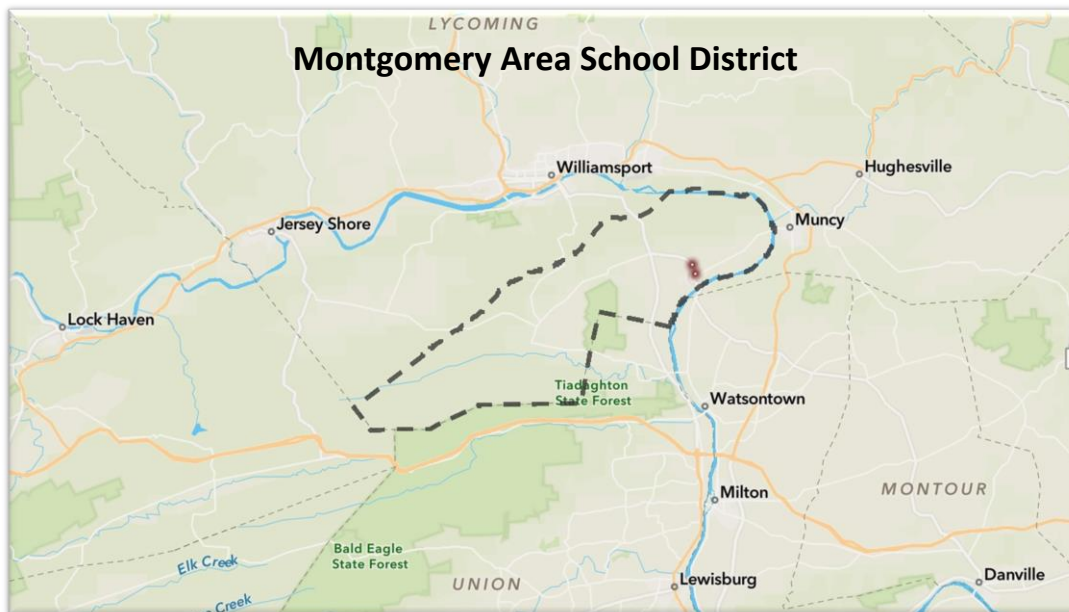 LYCOMING
Montgomery Area School District
Williamsport
Hughesville
Jersey Shore
Muncy
Lock Haven
Tiadaghton
State Forest
Watsontown
Milton
MONTOUR
Bald Eagle
State Forest
Elk Creek
UNION
Lewisburg
Danville
Creek